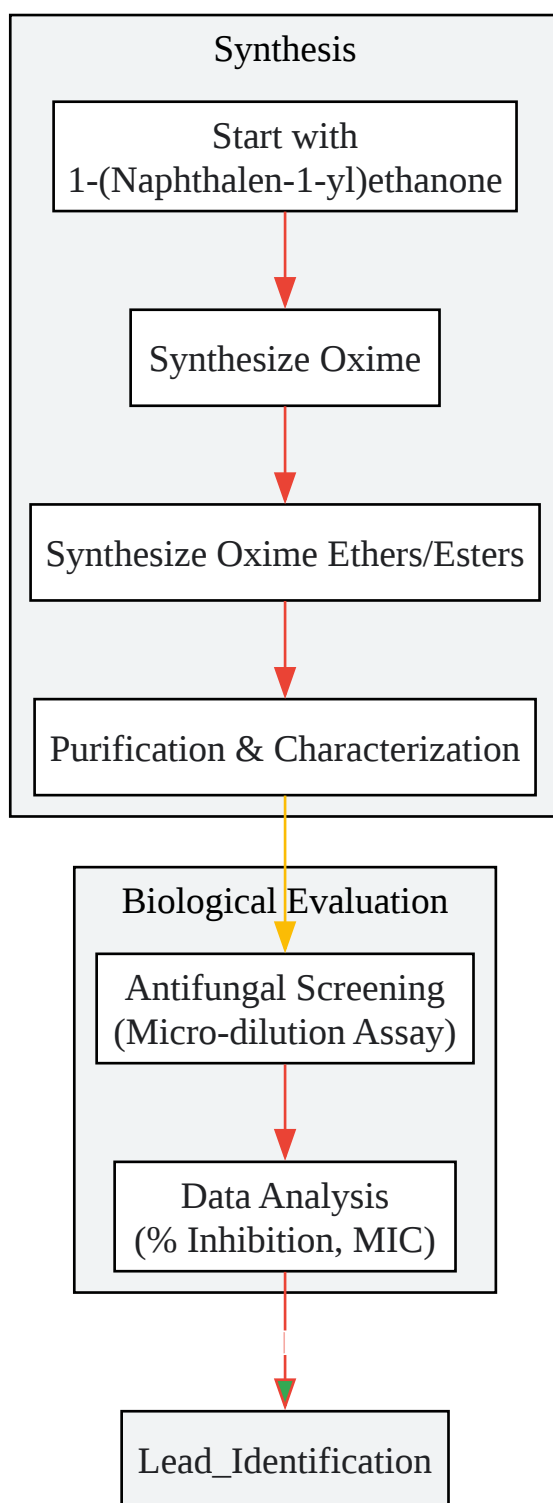 Synthesis
Start with
1-(Naphthalen-1-yl)ethanone
Synthesize Oxime
Synthesize Oxime Ethers/Esters
Purification & Characterization
Biological Evaluation
Antifungal Screening
(Micro-dilution Assay)
Data Analysis
(% Inhibition, MIC)
Lead_Identification